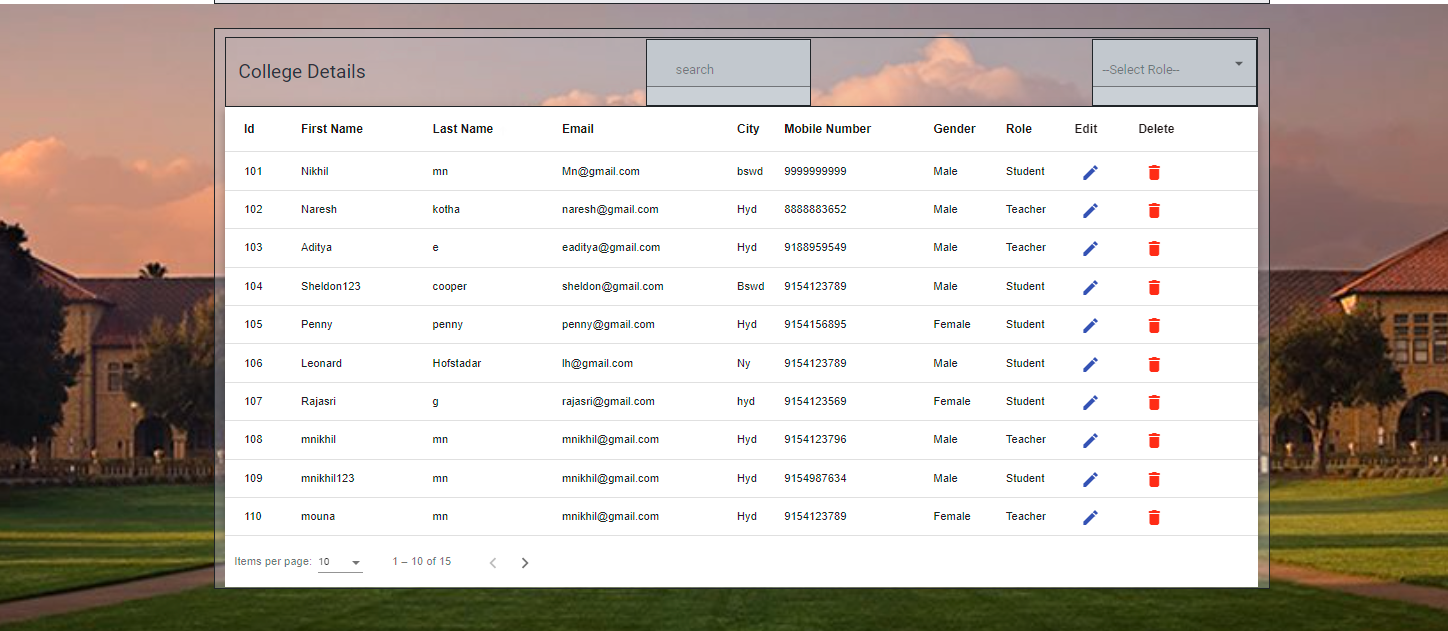 College Details search --Select Role--
Id First Name Last Name Email City Mobile Number Gender Role Edit Delete
101 Nikhil mn Mn@gmail.com bswd 9999999999 Male Student
102 Naresh kotha naresh@gmail.com Hyd 8888883652 Male Teacher
103 Aditya e eaditya@gmail.com Hyd 9188959549 Male Teacher
104 Sheldon123 cooper sheldon@gmail.com Bswd 9154123789 Male Student
105 Penny penny penny@gmail.com Hyd 9154156895 Female Student
106 Leonard Hofstadar lh@gmail.com Ny 9154123789 Male Student
107 Rajasri g rajasri@gmail.com hyd 9154123569 Female Student
108 mnikhil mn mnikhil@gmail.com Hyd 9154123796 Male Teacher
109 mnikhil123 mn mnikhil@gmail.com Hyd 9154987634 Male Student
110 mouna mn mnikhil@gmail.com Hyd 9154123789 Female Teacher
Items per page: 10 1 – 10 of 15